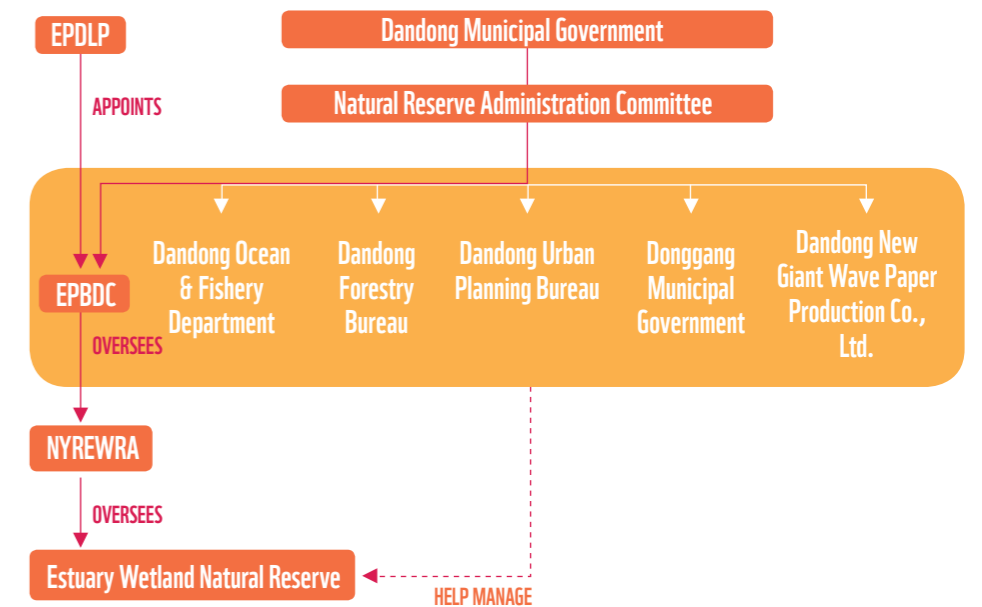 EPDLP
Dandong Municipal Government
APPOINTS
Natural Reserve Administration Committee
EPBDC
Dandong Ocean
& Fishery
Department
Dandong
Forestry
Bureau
Dandong Urban
Planning Bureau
Donggang
Municipal
Government
Dandong New
Giant Wave Paper
Production Co.,
Ltd.
OVERSEES
NYREWRA
OVERSEES
Estuary Wetland Natural Reserve
HELP MANAGE